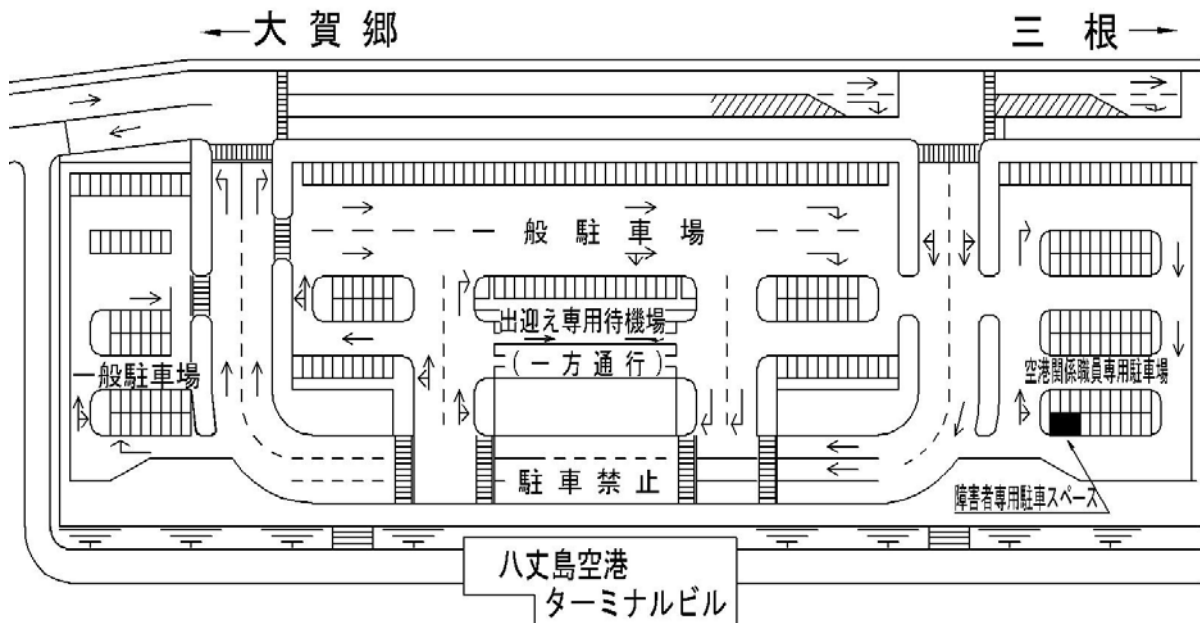 大賀郷
三根
一般駐車場
出迎え専用待機場
(一方通行)
一般駐車場
空港関係職員専用駐車場
駐車禁止
障害者専用駐車スペース
八丈島空港
ターミナルビル